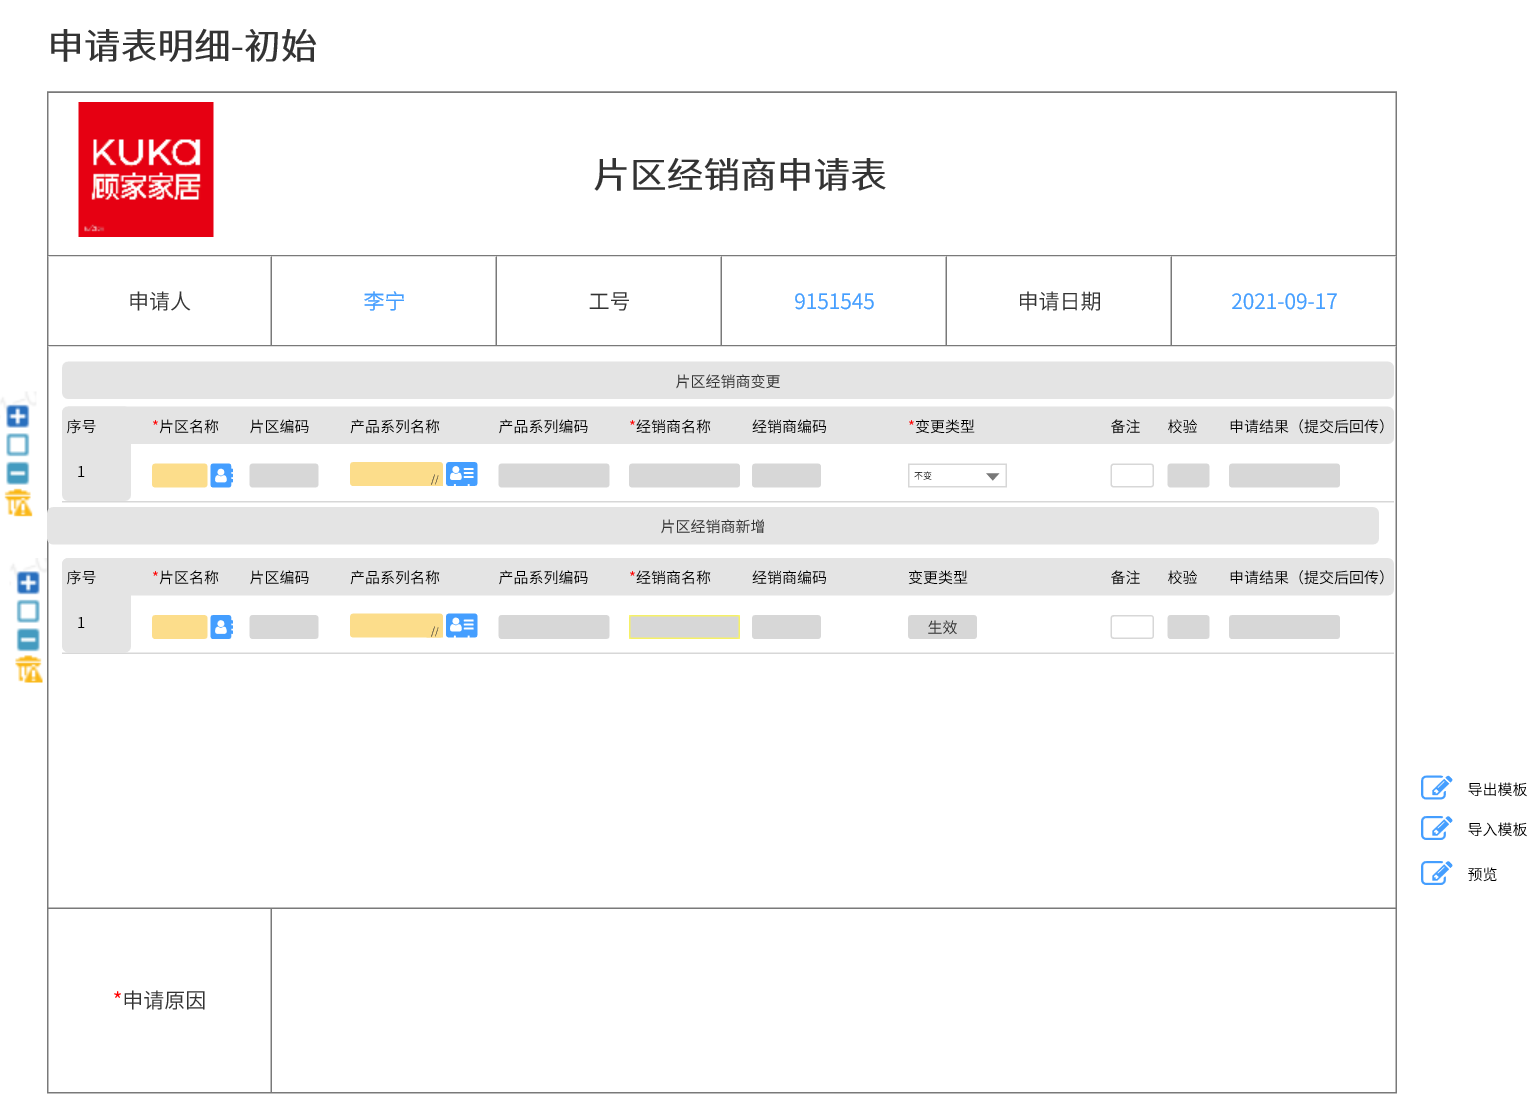 申请表明细-初始
KUKa
顾家家居
片区经销商申请表
申请人 李宁 工号 9151545 申请日期 2021-09-17
片区经销商变更
序号 *片区名称 片区编码 产品系列名称 产品系列编码 *经销商名称 经销商编码 *变更类型 备注 校验 申请结果（提交后回传）
1 不变
片区经销商新增
序号 *片区名称 片区编码 产品系列名称 产品系列编码 *经销商名称 经销商编码 变更类型 备注 校验 申请结果（提交后回传）
1 生效
导出模板
导入模板
预览
*申请原因